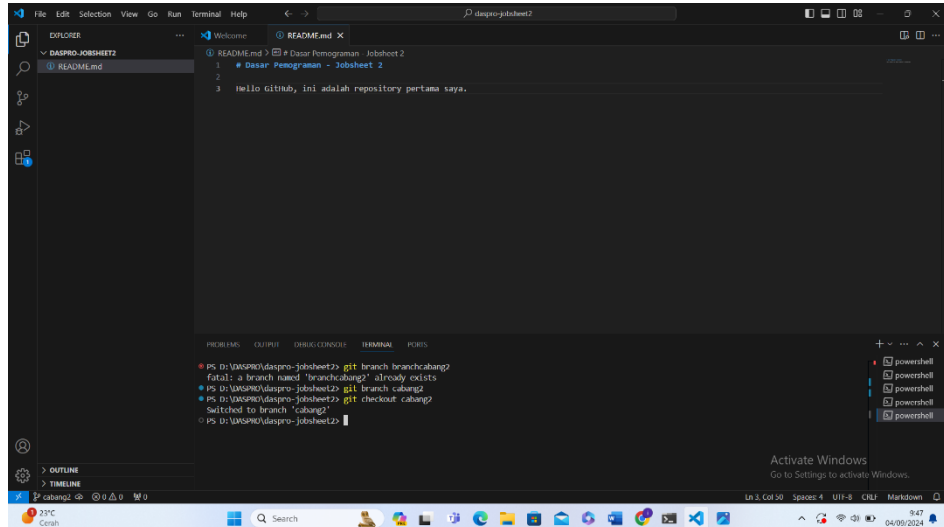 File Edit Selection View Go Run Terminal Help
daspro-jobsheet2
EXPLORER
Welcome
README.md
DASPRO-JOBSHEET2
README.md
README.md > # Dasar Pemograman - Jobsheet 2
1 # Dasar Pemograman - Jobsheet 2
2
3 Hello GitHub, ini adalah repository pertama saya.
PROBLEMS OUTPUT DEBUG CONSOLE TERMINAL PORTS
PS D:\DASPRO\daspro-jobsheet2> git branch branchcabang2
fatal: a branch named 'branchcabang2' already exists
PS D:\DASPRO\daspro-jobsheet2> git branch cabang2
PS D:\DASPRO\daspro-jobsheet2> git checkout cabang2
Switched to branch 'cabang2'
PS D:\DASPRO\daspro-jobsheet2>
powershell
powershell
powershell
powershell
powershell
Activate Windows
Go to Settings to activate Windows.
OUTLINE
TIMELINE
1
cabang2 0 0 0
Ln 3, Col 50 Spaces: 4 UTF-8 CRLF Markdown
23°C
Cerah
Search
9:47
04/09/2024